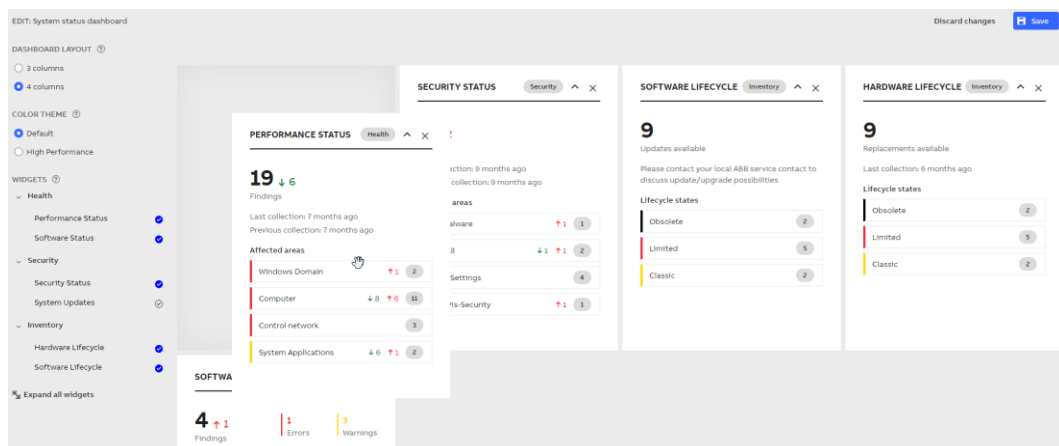 EDIT: System status dashboard
Discard changes
Save
DASHBOARD LAYOUT
3 columns
4 columns
COLOR THEME
Default
High Performance
WIDGETS
Health
Performance Status
Software Status
Security
Security Status
System Updates
Inventory
Hardware Lifecycle
Software Lifecycle
Expand all widgets
PERFORMANCE STATUS Health
19 ↓ 6
Findings
Last collection: 7 months ago
Previous collection: 7 months ago
Affected areas
Windows Domain ↑ 1 2
Computer ↓ 8 ↑ 6 11
Control network 3
System Applications ↓ 6 ↑ 1 2
SECURITY STATUS Security
collection: 9 months ago
areas
↑ 1 1
↓ 1 ↑ 1 2
Settings 4
-Security ↑ 1 1
SOFTWARE LIFECYCLE Inventory
9
Updates available
Please contact your local ABB service contact to
discuss update/upgrade possibilities
Lifecycle states
Obsolete 2
Limited 5
Classic 2
HARDWARE LIFECYCLE Inventory
9
Replacements available
Last collection: 6 months ago
Lifecycle states
Obsolete 2
Limited 5
Classic 2
SOFTWA
4 ↑ 1
Findings
1
Errors
3
Warnings